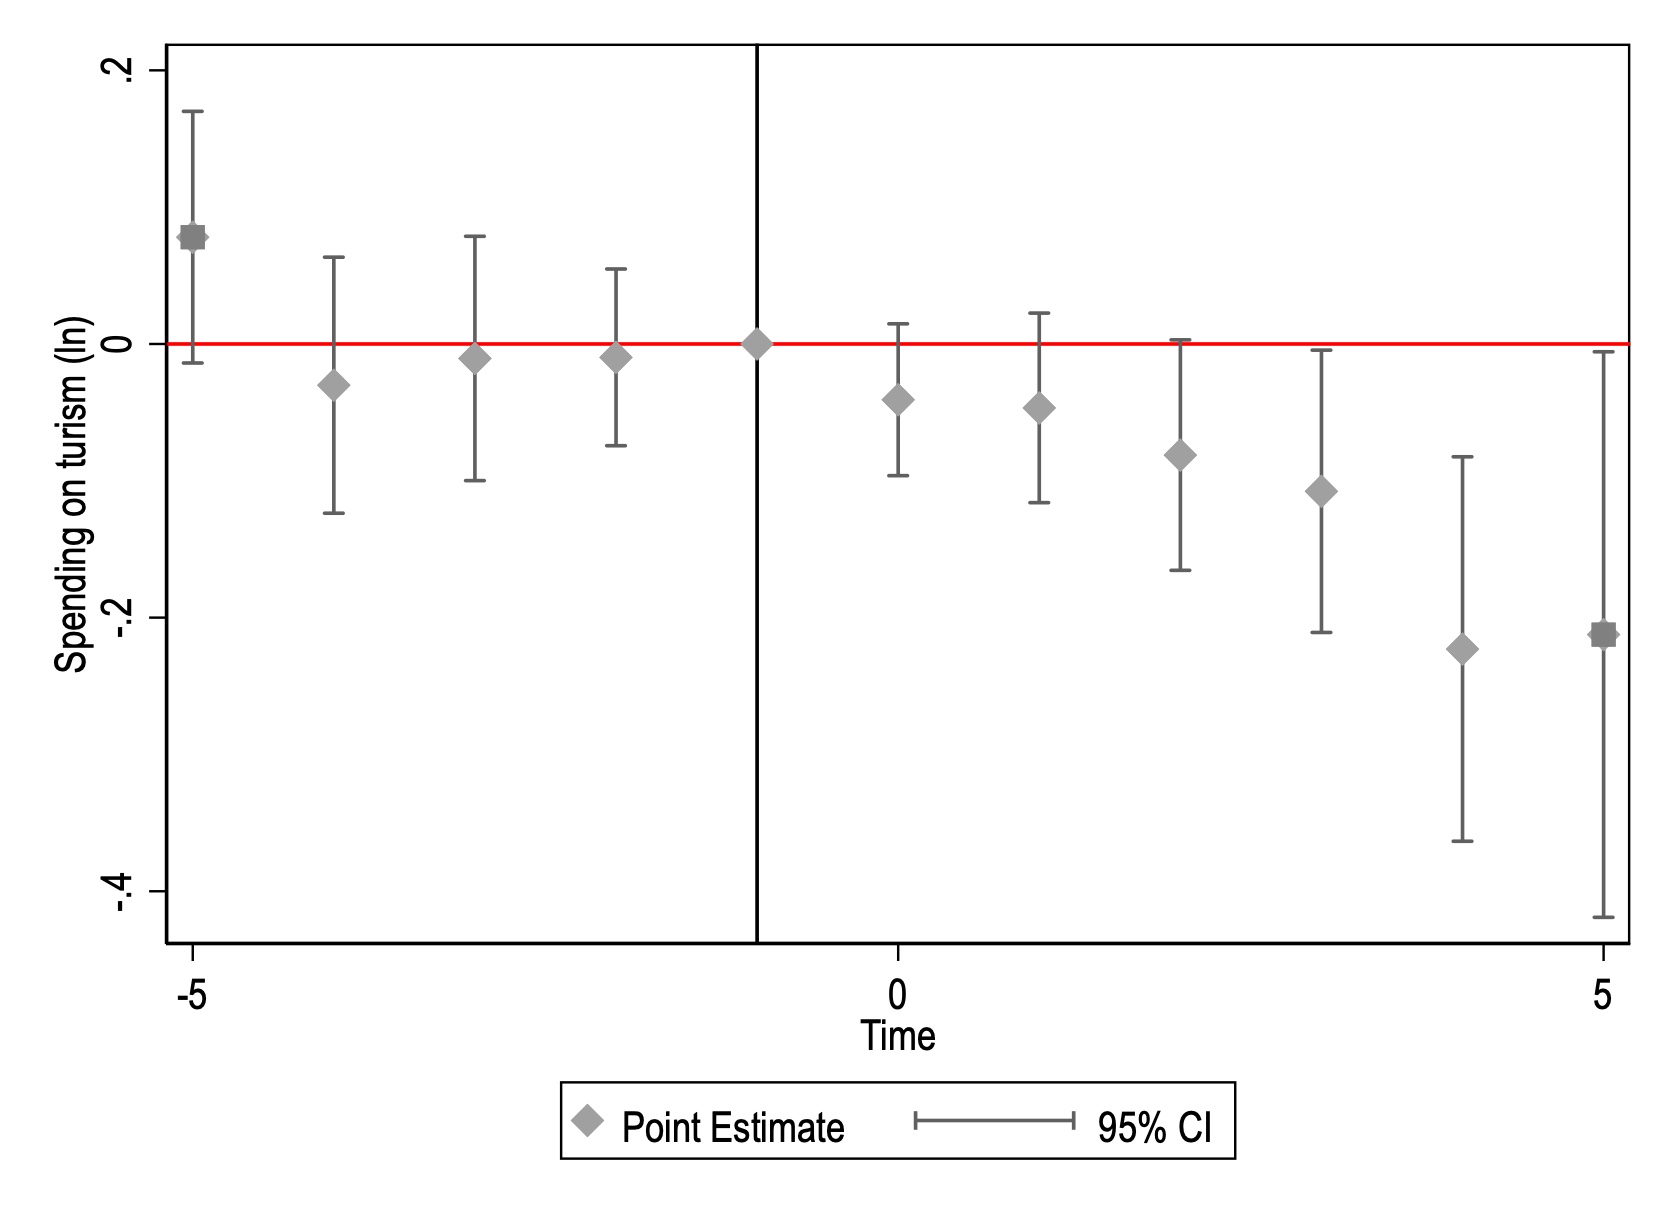 .2
0
-.2
-.4
Spending on turism (ln)
-5
0
5
Time
Point Estimate
95% CI